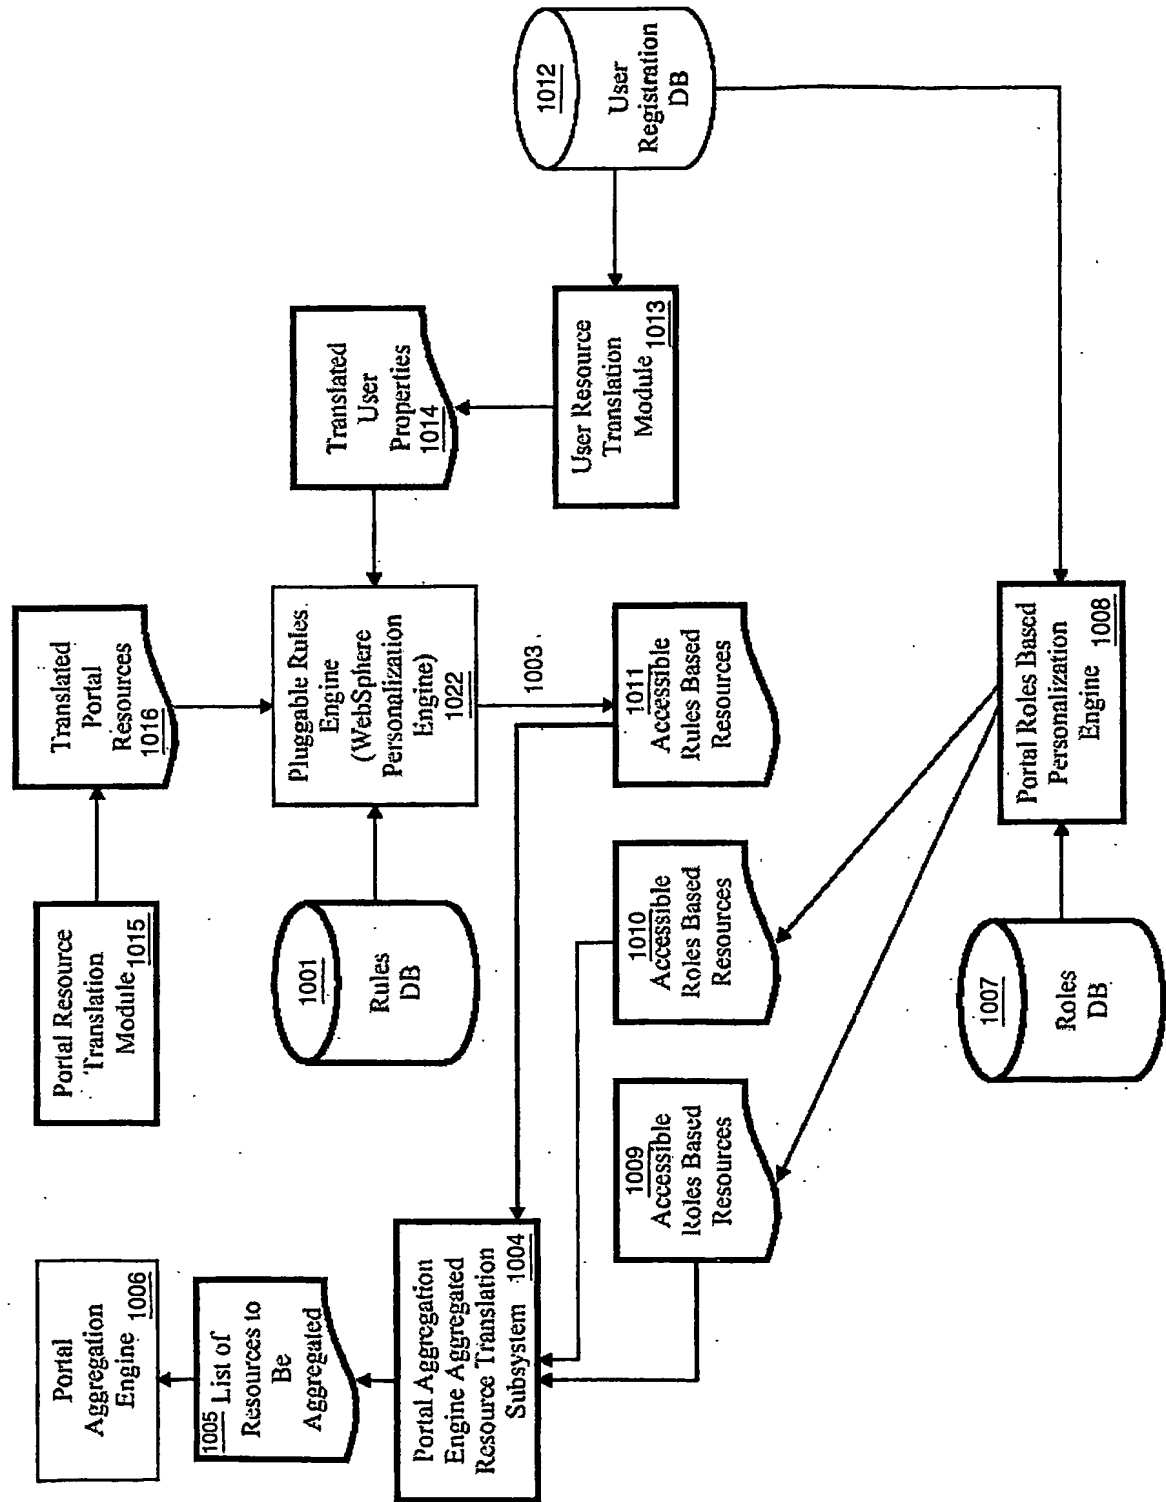 Portal
Aggregation
Engine 1006
1005 List of
Resources to
Be
Aggregated
Portal Aggregation
Engine Aggregated
Resource Translation
Subsystem 1004
Portal Resource
Translation
Module 1015
Translated
Portal
Resources
1016
1001
Rules
DB
Pluggable Rules.
Engine
(WebSphere
Personalization
Engine)
1022
1003
Translated
User
Properties
1014
User Resource
Translation
Module 1013
1012
User
Registration
DB
1009
Accessible
Roles Based
Resources
1010
Accessible
Roles Based
Resources
1011
Accessible
Rules Based
Resources
1007
Roles
DB
Portal Roles Based
Personalization
Engine 1008